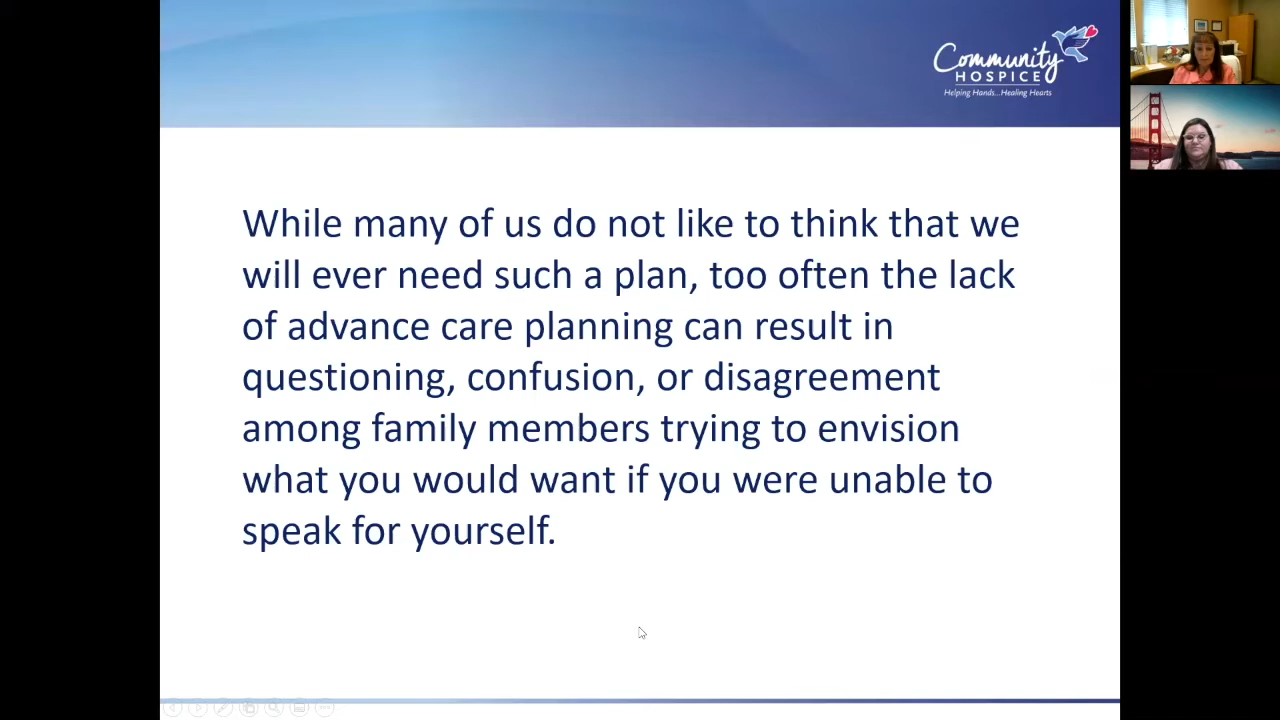 Community
HOSPICE
Helping Hands...Healing Hearts
While many of us do not like to think that we
will ever need such a plan, too often the lack
of advance care planning can result in
questioning, confusion, or disagreement
among family members trying to envision
what you would want if you were unable to
speak for yourself.